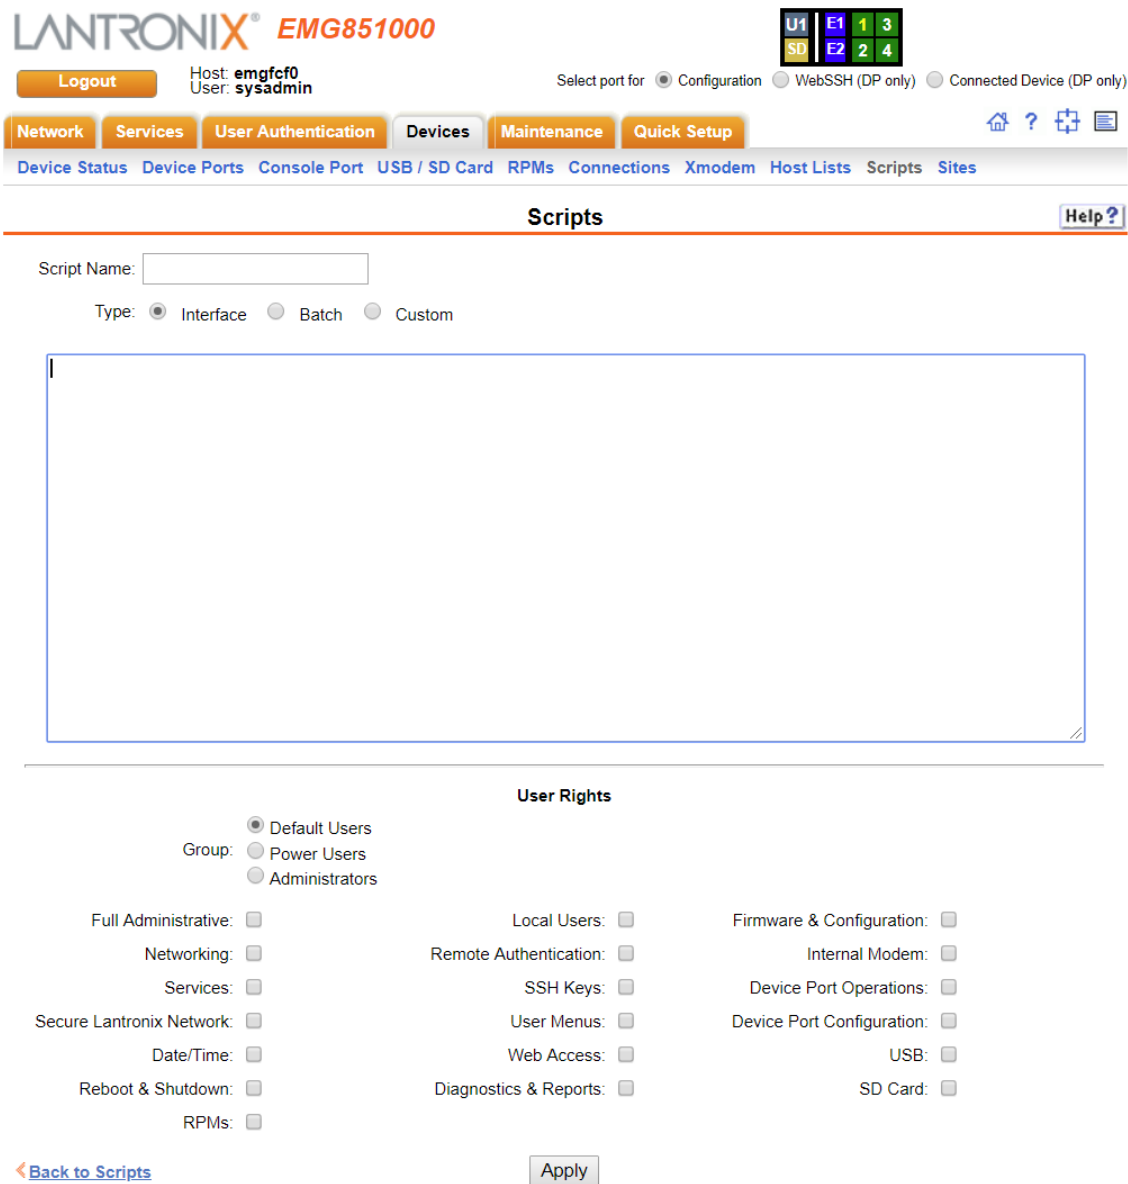 LANTRONIX® EMG851000
U1 E1 1 3
SD E2 2 4
Logout
Host: emgfcf0
User: sysadmin
Select port for Configuration WebSSH (DP only) Connected Device (DP only)
Network Services User Authentication Devices Maintenance Quick Setup
?
Device Status Device Ports Console Port USB / SD Card RPMs Connections Xmodem Host Lists Scripts Sites
Scripts
Help?
Script Name:
Type: Interface Batch Custom
User Rights
Group: Default Users
Power Users
Administrators
Full Administrative: Local Users: Firmware & Configuration:
Networking: Remote Authentication: Internal Modem:
Services: SSH Keys: Device Port Operations:
Secure Lantronix Network: User Menus: Device Port Configuration:
Date/Time: Web Access: USB:
Reboot & Shutdown: Diagnostics & Reports: SD Card:
RPMs:
Back to Scripts
Apply